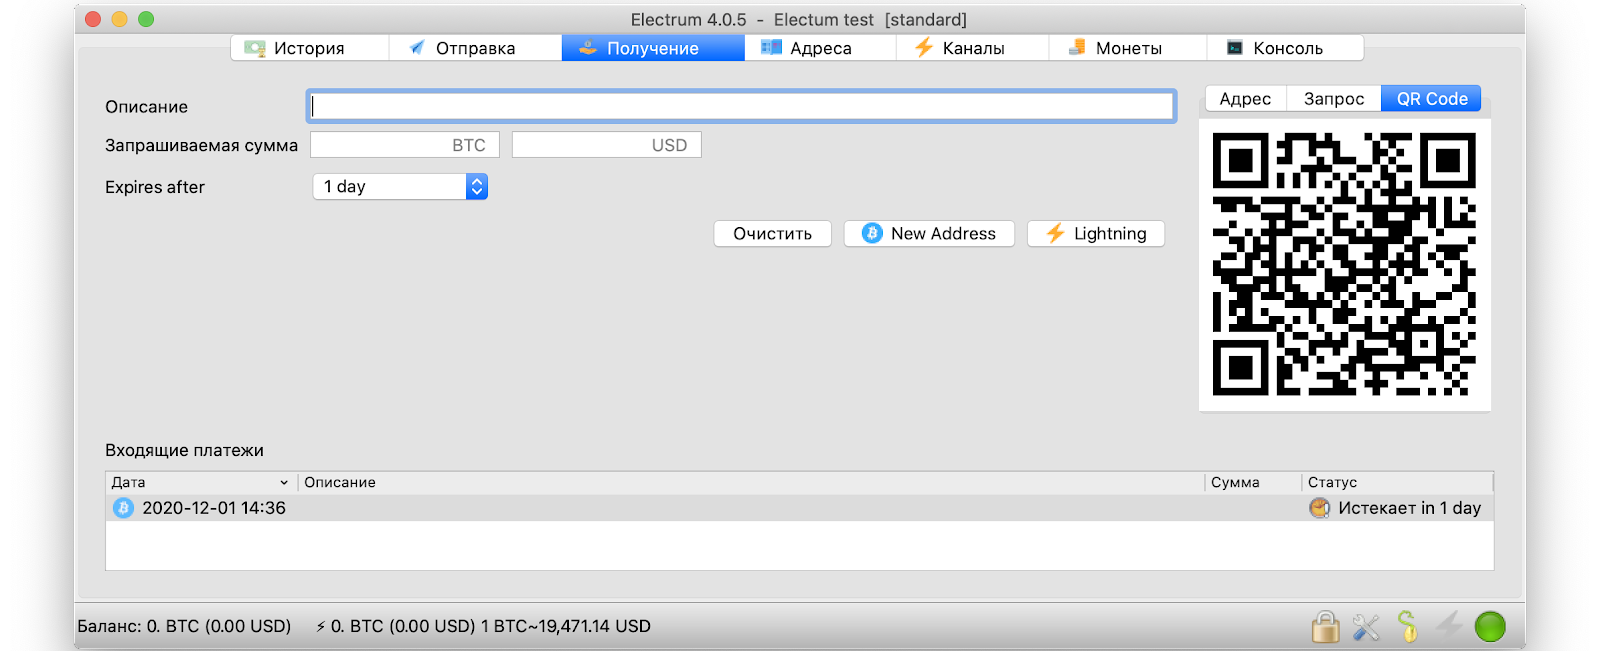 Electrum 4.0.5 - Electum test [standard]
История Отправка Получение Адреса Каналы Монеты Консоль
Описание
Адрес Запрос QR Code
Запрашиваемая сумма BTC USD
Expires after 1 day
Очистить New Address Lightning
Входящие платежи
Дата Описание Сумма Статус
2020-12-01 14:36 Истекает in 1 day
Баланс: 0. BTC (0.00 USD) ⚡ 0. BTC (0.00 USD) 1 BTC~19,471.14 USD